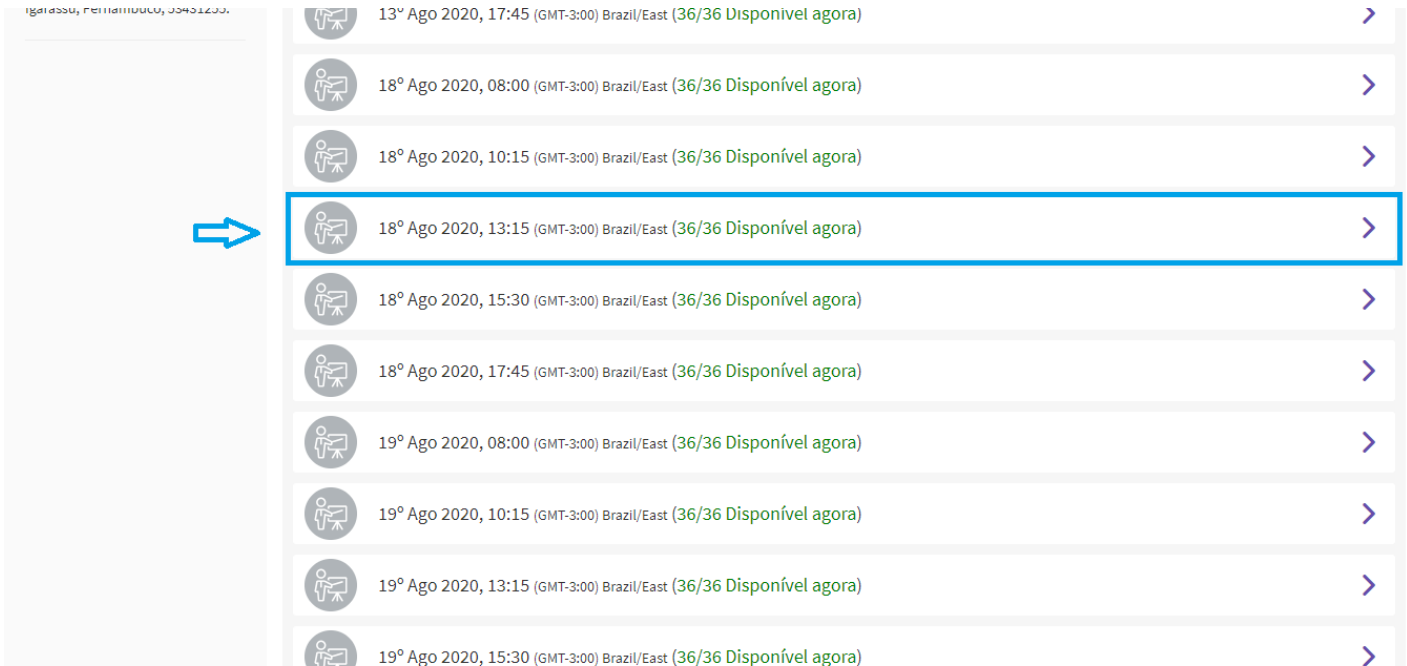 Igarassu, Pernambuco, 53431255.
13º Ago 2020, 17:45 (GMT-3:00) Brazil/East (36/36 Disponível agora)
18º Ago 2020, 08:00 (GMT-3:00) Brazil/East (36/36 Disponível agora)
18º Ago 2020, 10:15 (GMT-3:00) Brazil/East (36/36 Disponível agora)
18º Ago 2020, 13:15 (GMT-3:00) Brazil/East (36/36 Disponível agora)
18º Ago 2020, 15:30 (GMT-3:00) Brazil/East (36/36 Disponível agora)
18º Ago 2020, 17:45 (GMT-3:00) Brazil/East (36/36 Disponível agora)
19º Ago 2020, 08:00 (GMT-3:00) Brazil/East (36/36 Disponível agora)
19º Ago 2020, 10:15 (GMT-3:00) Brazil/East (36/36 Disponível agora)
19º Ago 2020, 13:15 (GMT-3:00) Brazil/East (36/36 Disponível agora)
19º Ago 2020, 15:30 (GMT-3:00) Brazil/East (36/36 Disponível agora)